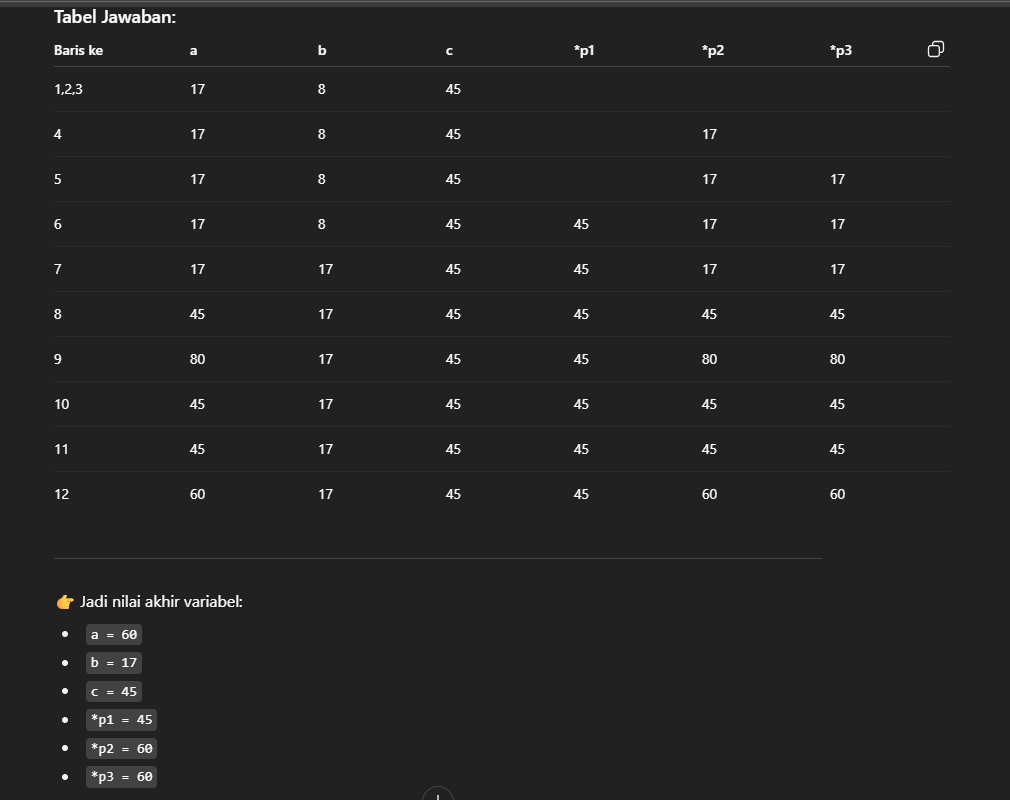 Tabel Jawaban:
Baris ke a b c *p1 *p2 *p3
1,2,3 17 8 45
4 17 8 45 17
5 17 8 45 17 17
6 17 8 45 45 17 17
7 17 17 45 45 17 17
8 45 17 45 45 45 45
9 80 17 45 45 80 80
10 45 17 45 45 45 45
11 45 17 45 45 45 45
12 60 17 45 45 60 60
👉 Jadi nilai akhir variabel:
• a = 60
• b = 17
• c = 45
• *p1 = 45
• *p2 = 60
• *p3 = 60